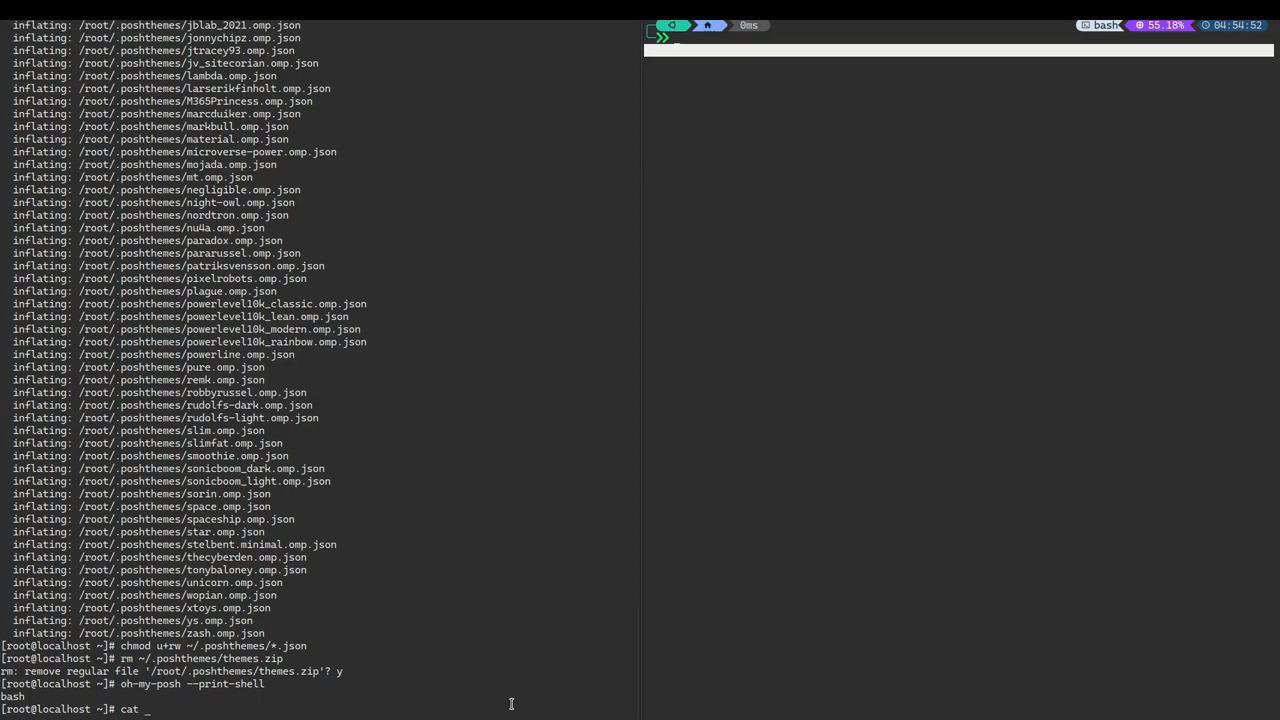 inflating: /root/.poshthemes/jblab_2021.omp.json
inflating: /root/.poshthemes/jonnychipz.omp.json
inflating: /root/.poshthemes/jtracey93.omp.json
inflating: /root/.poshthemes/jv_sitecorian.omp.json
inflating: /root/.poshthemes/lambda.omp.json
inflating: /root/.poshthemes/larserikfinholt.omp.json
inflating: /root/.poshthemes/M365Princess.omp.json
inflating: /root/.poshthemes/marcduiker.omp.json
inflating: /root/.poshthemes/markbull.omp.json
inflating: /root/.poshthemes/material.omp.json
inflating: /root/.poshthemes/microverse-power.omp.json
inflating: /root/.poshthemes/mojada.omp.json
inflating: /root/.poshthemes/mt.omp.json
inflating: /root/.poshthemes/negligible.omp.json
inflating: /root/.poshthemes/night-owl.omp.json
inflating: /root/.poshthemes/nordtron.omp.json
inflating: /root/.poshthemes/nu4a.omp.json
inflating: /root/.poshthemes/paradox.omp.json
inflating: /root/.poshthemes/pararussel.omp.json
inflating: /root/.poshthemes/patriksvensson.omp.json
inflating: /root/.poshthemes/pixelrobots.omp.json
inflating: /root/.poshthemes/plague.omp.json
inflating: /root/.poshthemes/powerlevel10k_classic.omp.json
inflating: /root/.poshthemes/powerlevel10k_lean.omp.json
inflating: /root/.poshthemes/powerlevel10k_modern.omp.json
inflating: /root/.poshthemes/powerlevel10k_rainbow.omp.json
inflating: /root/.poshthemes/powerline.omp.json
inflating: /root/.poshthemes/pure.omp.json
inflating: /root/.poshthemes/remk.omp.json
inflating: /root/.poshthemes/robbyrussel.omp.json
inflating: /root/.poshthemes/rudolfs-dark.omp.json
inflating: /root/.poshthemes/rudolfs-light.omp.json
inflating: /root/.poshthemes/slim.omp.json
inflating: /root/.poshthemes/slimfat.omp.json
inflating: /root/.poshthemes/smoothie.omp.json
inflating: /root/.poshthemes/sonicboom_dark.omp.json
inflating: /root/.poshthemes/sonicboom_light.omp.json
inflating: /root/.poshthemes/sorin.omp.json
inflating: /root/.poshthemes/space.omp.json
inflating: /root/.poshthemes/spaceship.omp.json
inflating: /root/.poshthemes/star.omp.json
inflating: /root/.poshthemes/stelbent.minimal.omp.json
inflating: /root/.poshthemes/thecyberden.omp.json
inflating: /root/.poshthemes/tonybaloney.omp.json
inflating: /root/.poshthemes/unicorn.omp.json
inflating: /root/.poshthemes/wopian.omp.json
inflating: /root/.poshthemes/xtoys.omp.json
inflating: /root/.poshthemes/ys.omp.json
inflating: /root/.poshthemes/zash.omp.json
[root@localhost ~]# chmod u+rw ~/.poshthemes/*.json
[root@localhost ~]# rm ~/.poshthemes/themes.zip
rm: remove regular file '/root/.poshthemes/themes.zip'? y
[root@localhost ~]# oh-my-posh --print-shell
bash
[root@localhost ~]# cat _
0ms
bash 55.18% 04:54:52